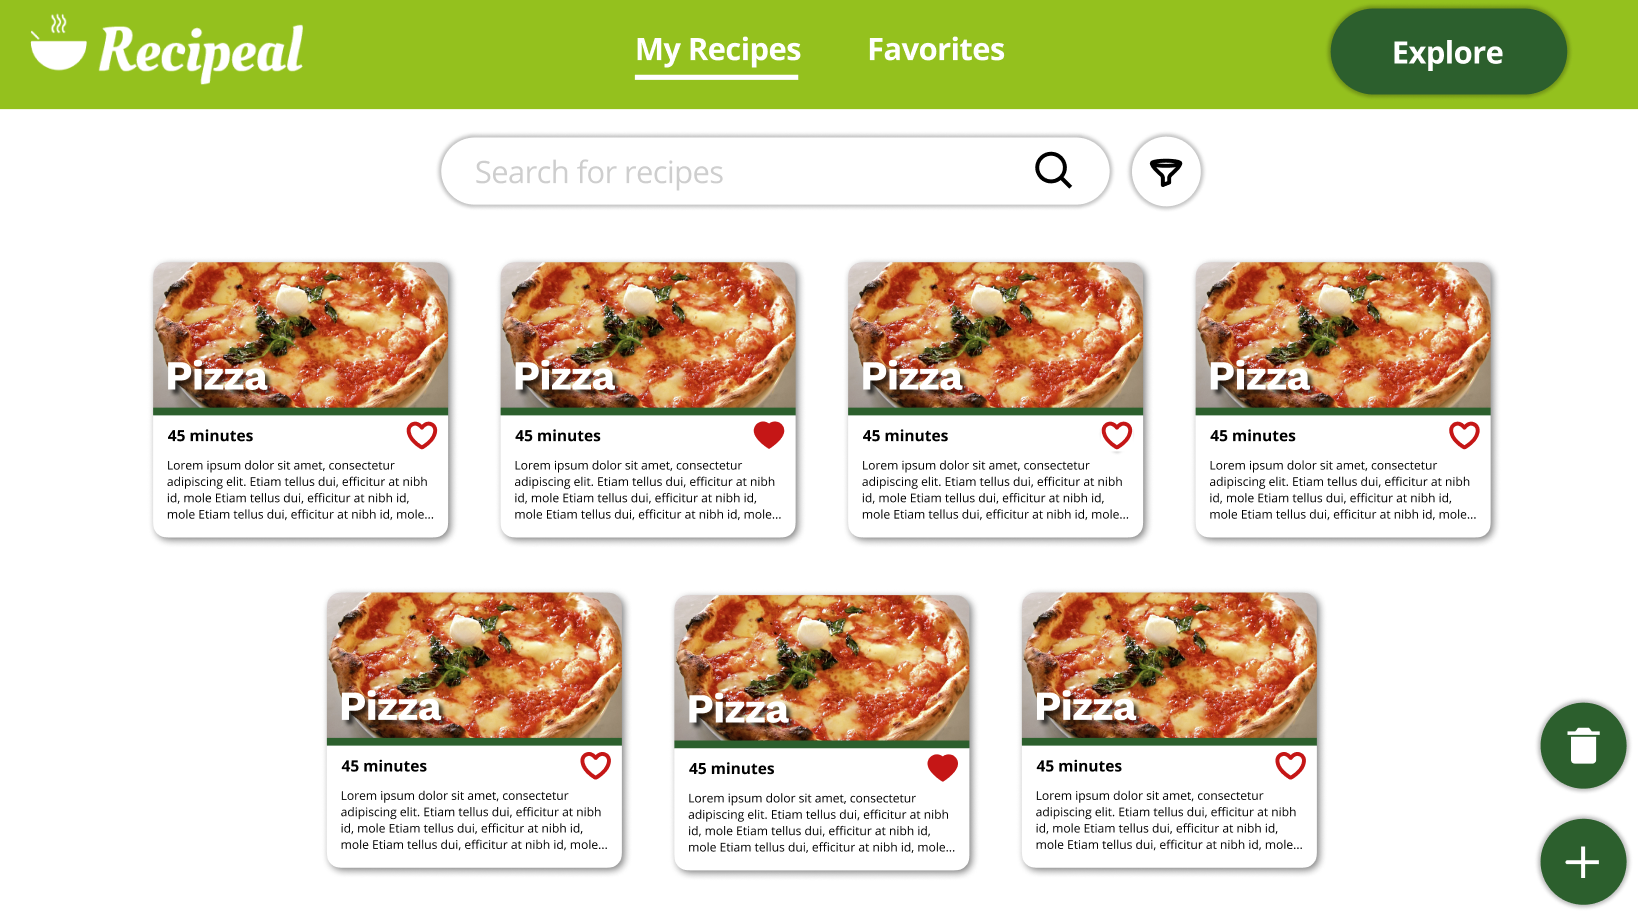 Recipeal
My Recipes
Favorites
Explore
Search for recipes
Pizza
45 minutes
Lorem ipsum dolor sit amet, consectetur
adipiscing elit. Etiam tellus dui, efficitur at nibh
id, mole Etiam tellus dui, efficitur at nibh id,
mole Etiam tellus dui, efficitur at nibh id, mole...
Pizza
45 minutes
Lorem ipsum dolor sit amet, consectetur
adipiscing elit. Etiam tellus dui, efficitur at nibh
id, mole Etiam tellus dui, efficitur at nibh id,
mole Etiam tellus dui, efficitur at nibh id, mole...
Pizza
45 minutes
Lorem ipsum dolor sit amet, consectetur
adipiscing elit. Etiam tellus dui, efficitur at nibh
id, mole Etiam tellus dui, efficitur at nibh id,
mole Etiam tellus dui, efficitur at nibh id, mole...
Pizza
45 minutes
Lorem ipsum dolor sit amet, consectetur
adipiscing elit. Etiam tellus dui, efficitur at nibh
id, mole Etiam tellus dui, efficitur at nibh id,
mole Etiam tellus dui, efficitur at nibh id, mole...
Pizza
45 minutes
Lorem ipsum dolor sit amet, consectetur
adipiscing elit. Etiam tellus dui, efficitur at nibh
id, mole Etiam tellus dui, efficitur at nibh id,
mole Etiam tellus dui, efficitur at nibh id, mole...
Pizza
45 minutes
Lorem ipsum dolor sit amet, consectetur
adipiscing elit. Etiam tellus dui, efficitur at nibh
id, mole Etiam tellus dui, efficitur at nibh id,
mole Etiam tellus dui, efficitur at nibh id, mole...
Pizza
45 minutes
Lorem ipsum dolor sit amet, consectetur
adipiscing elit. Etiam tellus dui, efficitur at nibh
id, mole Etiam tellus dui, efficitur at nibh id,
mole Etiam tellus dui, efficitur at nibh id, mole...